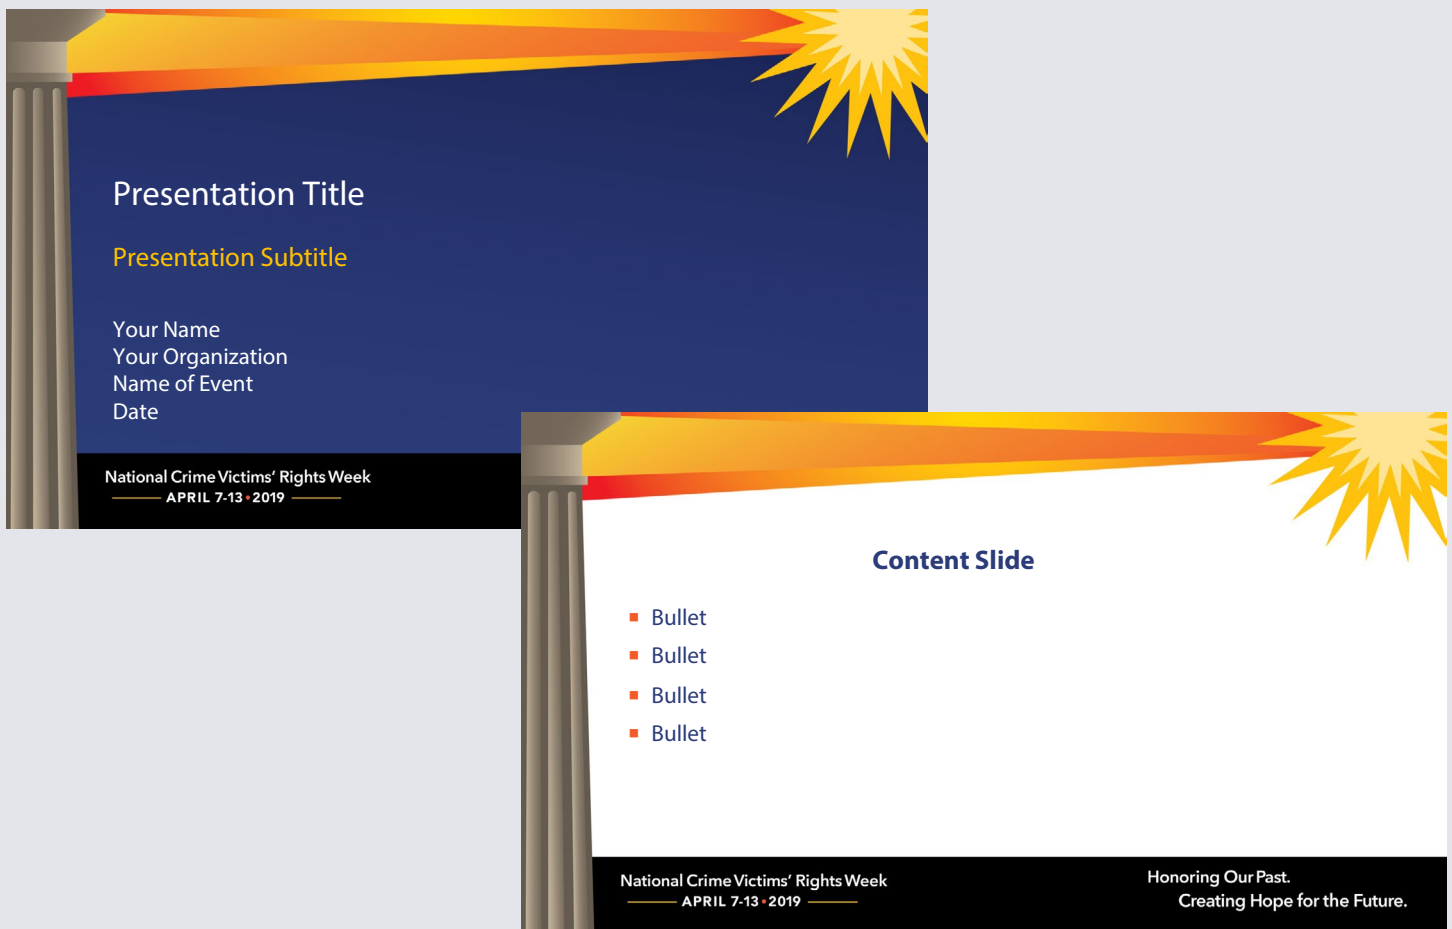 Presentation Title
Presentation Subtitle
Your Name
Your Organization
Name of Event
Date
National Crime Victims' Rights Week
APRIL 7-13•2019
Content Slide
▪ Bullet
▪ Bullet
▪ Bullet
▪ Bullet
National Crime Victims' Rights Week
APRIL 7-13•2019
Honoring Our Past.
Creating Hope for the Future.